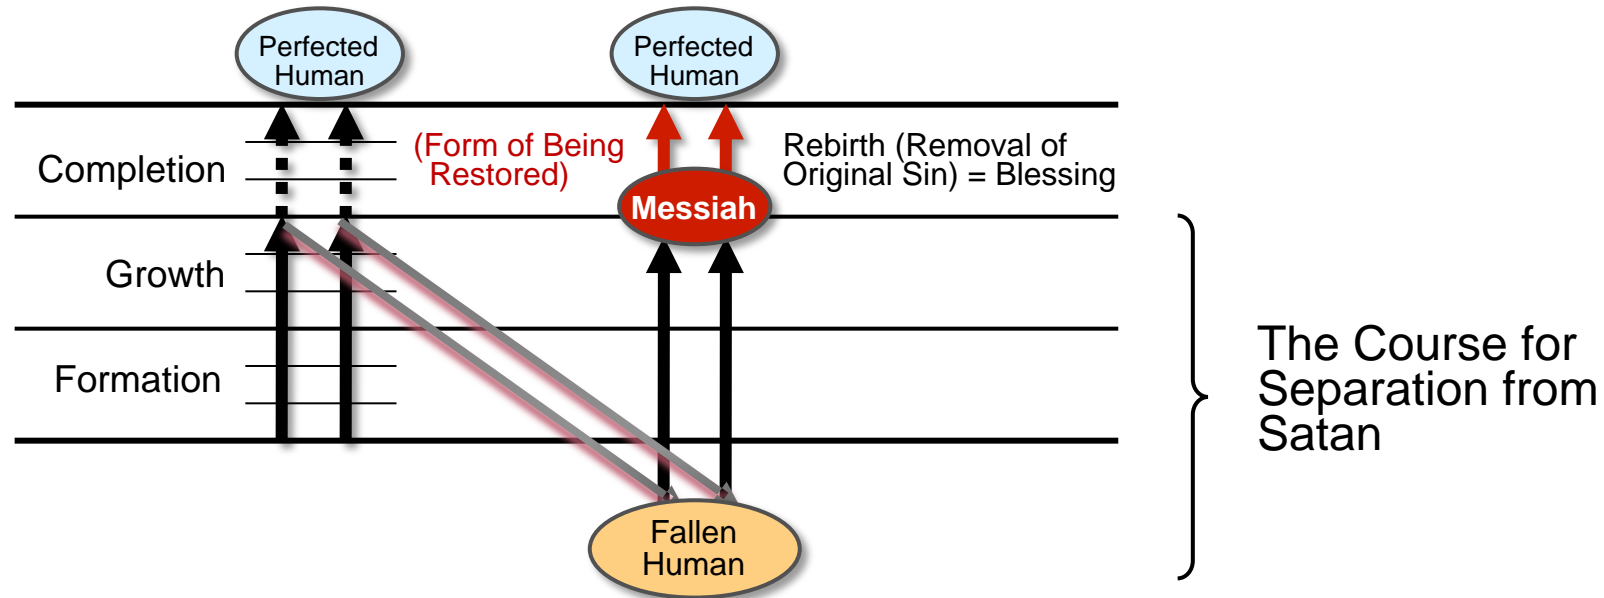 Perfected
Human
Perfected
Human
Completion
(Form of Being
Restored)
Rebirth (Removal of
Original Sin) = Blessing
Messiah
Growth
Formation
The Course for
Separation from
Satan
Fallen
Human